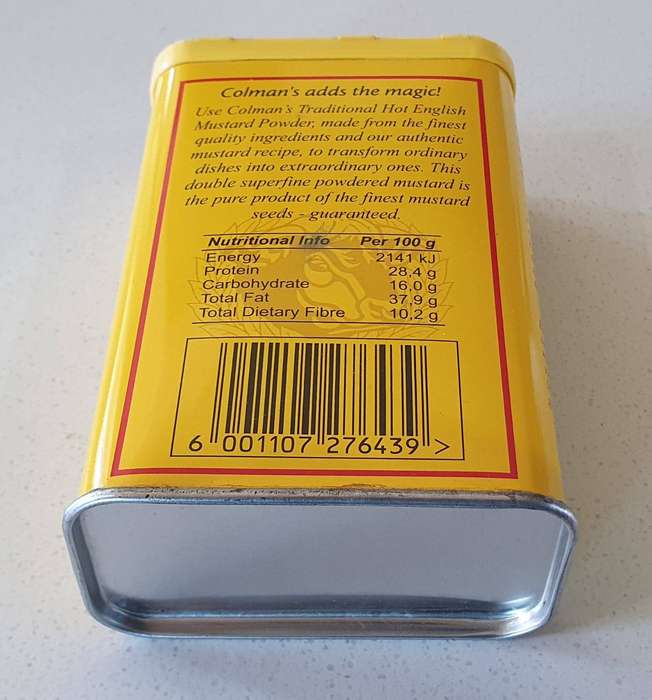 Colman's adds the magic!
Use Colman's Traditional Hot English
Mustard Powder, made from the finest
quality ingredients and our authentic
mustard recipe, to transform ordinary
dishes into extraordinary ones. This
double superfine powdered mustard is
the pure product of the finest mustard
seeds - guaranteed.
Nutritional Info Per 100 g
Energy 2141 kJ
Protein 28,4 g
Carbohydrate 16,0 g
Total Fat 37,9 g
Total Dietary Fibre 10,2 g
6 001107 276439 >